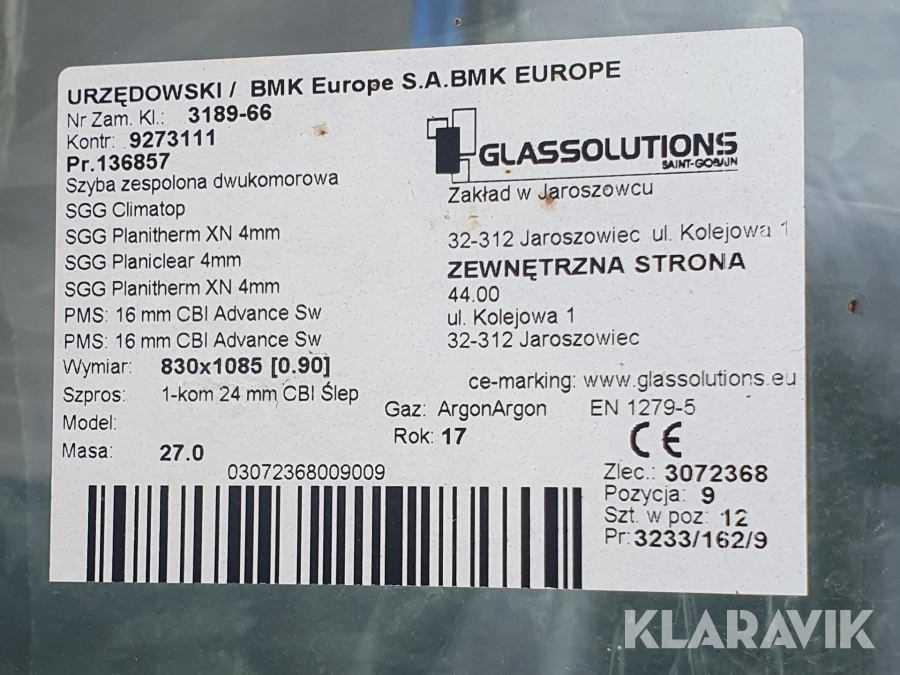 URZĘDOWSKI / BMK Europe S.A.BMK EUROPE
Nr Zam. Kl.: 3189-66
Kontr: 9273111
Pr.136857
Szyba zespolona dwukomorowa
SGG Climatop
SGG Planitherm XN 4mm
SGG Planiclear 4mm
SGG Planitherm XN 4mm
PMS: 16 mm CBI Advance Sw
PMS: 16 mm CBI Advance Sw
Wymiar: 830x1085 [0.90]
Szpros: 1-kom 24 mm CBI Ślep
Model:
Masa: 27.0
GLASSOLUTIONS
SAINT-GOBAIN
Zakład w Jaroszowcu
32-312 Jaroszowiec ul. Kolejowa 1
ZEWNĘTRZNA STRONA
44.00
ul. Kolejowa 1
32-312 Jaroszowiec
ce-marking: www.glassolutions.eu
Gaz: ArgonArgon EN 1279-5
Rok: 17
CE
03072368009009
Zlec.: 3072368
Pozycja: 9
Szt. w poz: 12
Pr: 3233/162/9
KLARAVIK